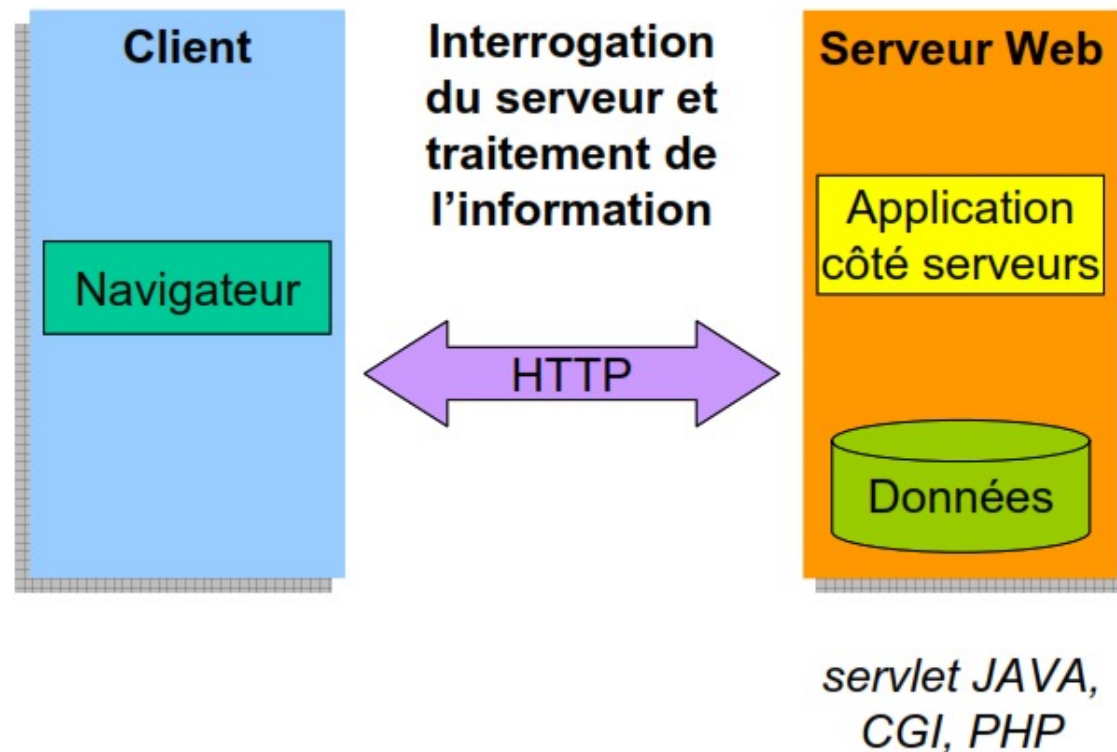 Client
Navigateur
Interrogation
du serveur et
traitement de
l’information
HTTP
Serveur Web
Application
côté serveurs
Données
servlet JAVA,
CGI, PHP